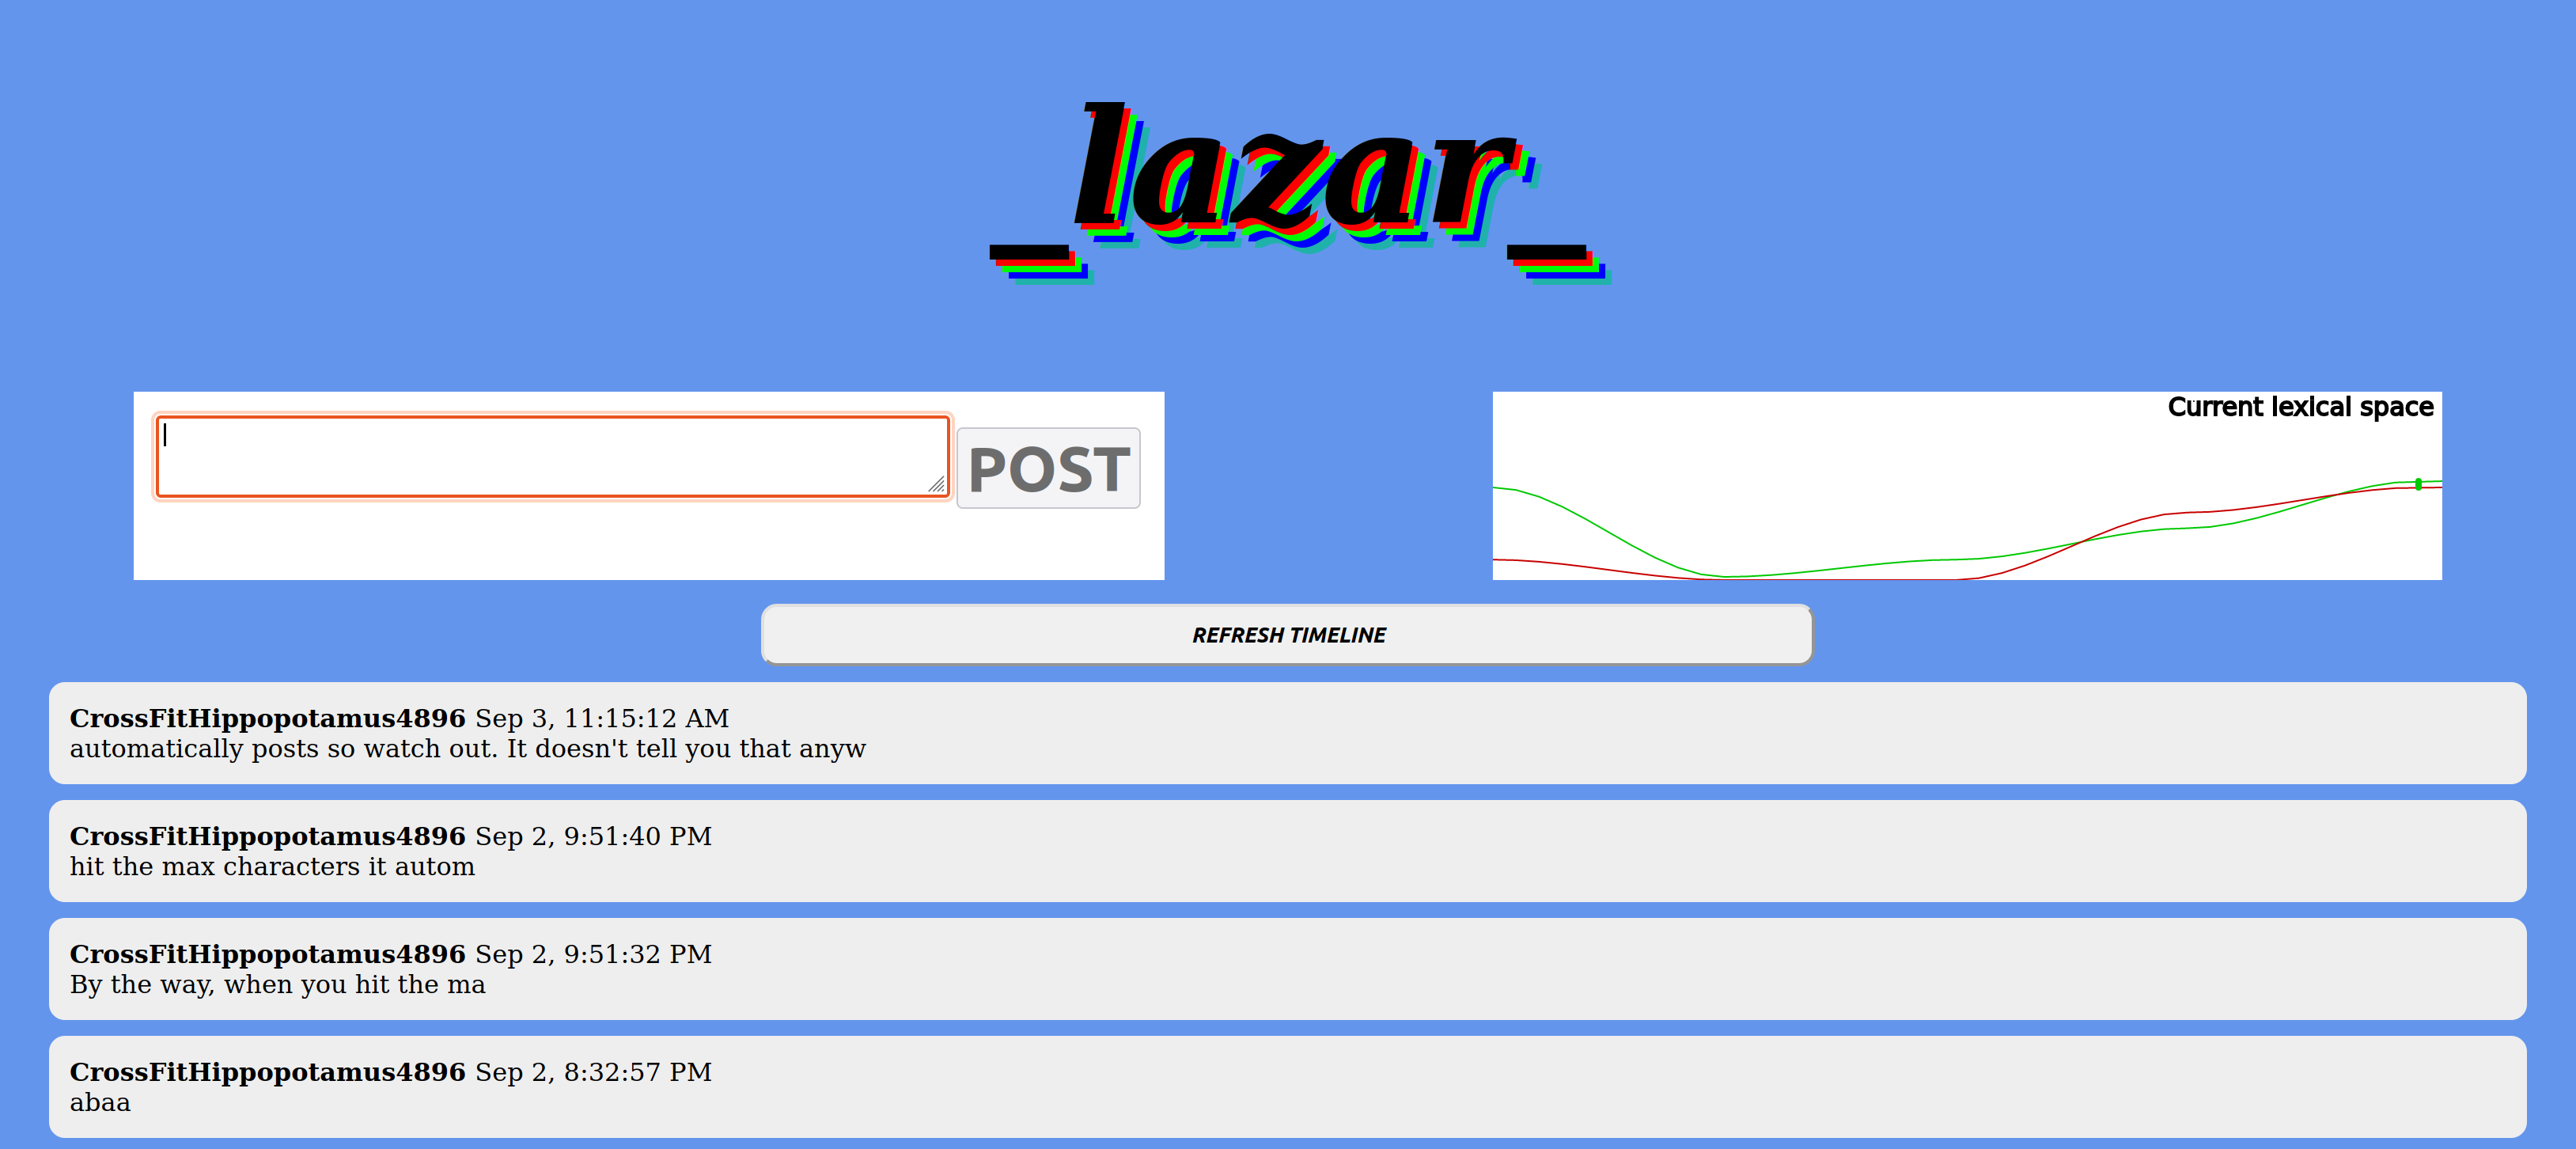 _lazar_
POST
Current lexical space
REFRESH TIMELINE
CrossFitHippopotamus4896 Sep 3, 11:15:12 AM
automatically posts so watch out. It doesn't tell you that anyw
CrossFitHippopotamus4896 Sep 2, 9:51:40 PM
hit the max characters it autom
CrossFitHippopotamus4896 Sep 2, 9:51:32 PM
By the way, when you hit the ma
CrossFitHippopotamus4896 Sep 2, 8:32:57 PM
abaa